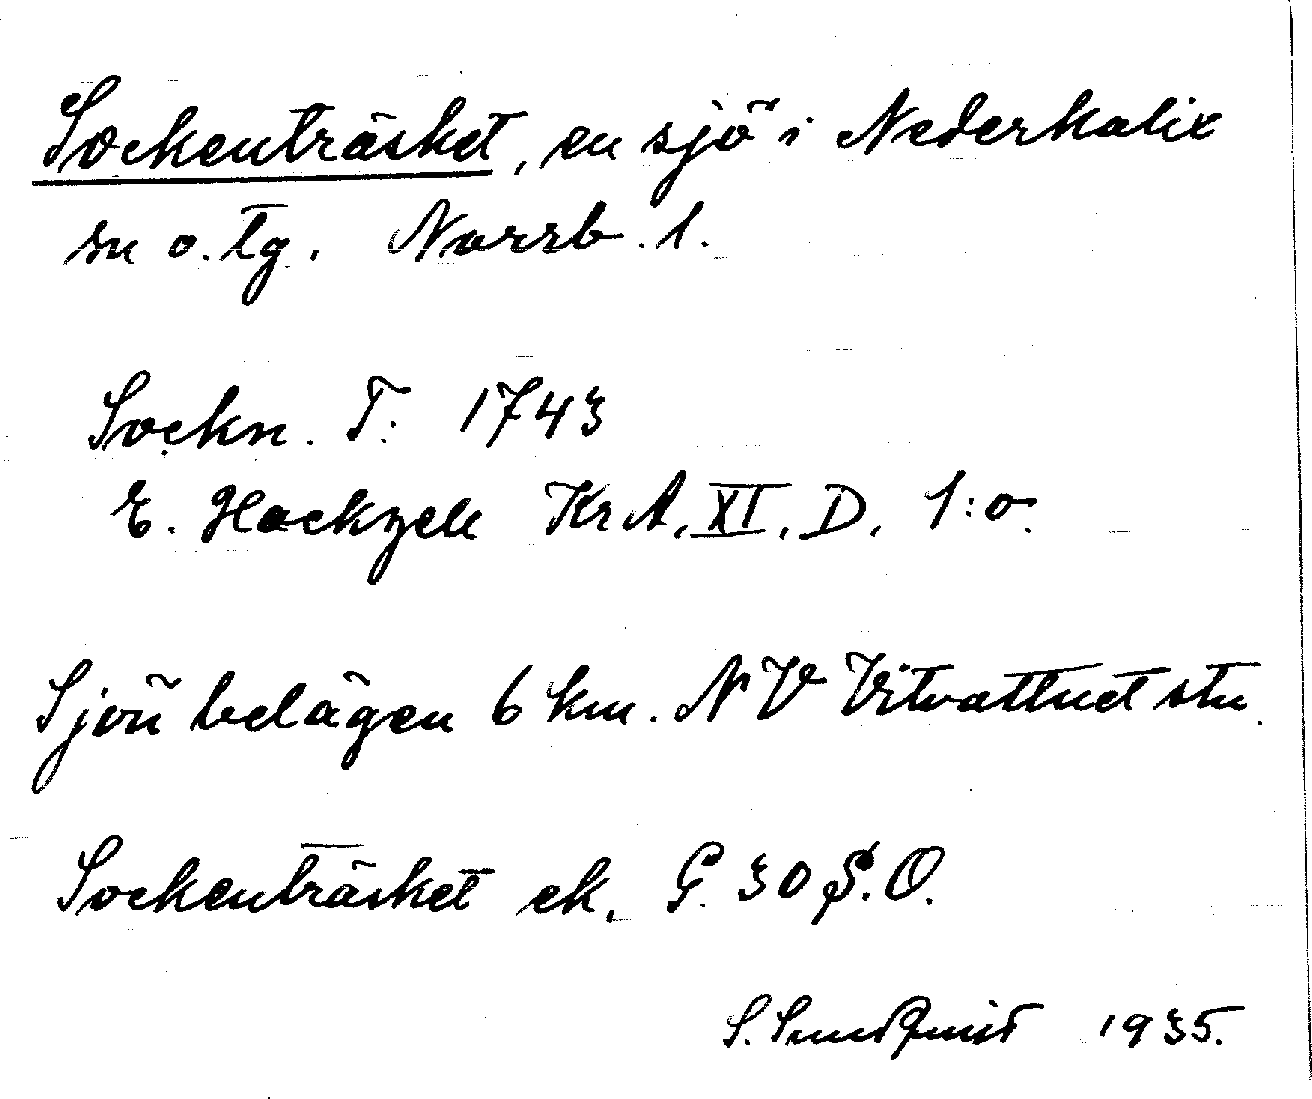 Sockenträsket, en sjö i Nederkalix
sn o. tg. Norrb. l.
Sockn. T: 1743
E. Hackzell KrA, XI, D, 1:o.
Sjön belägen 6 km. NV Vitvattnet stn.
Sockenträsket ek. G. 30 S.O.
S. Sundquist 1935.